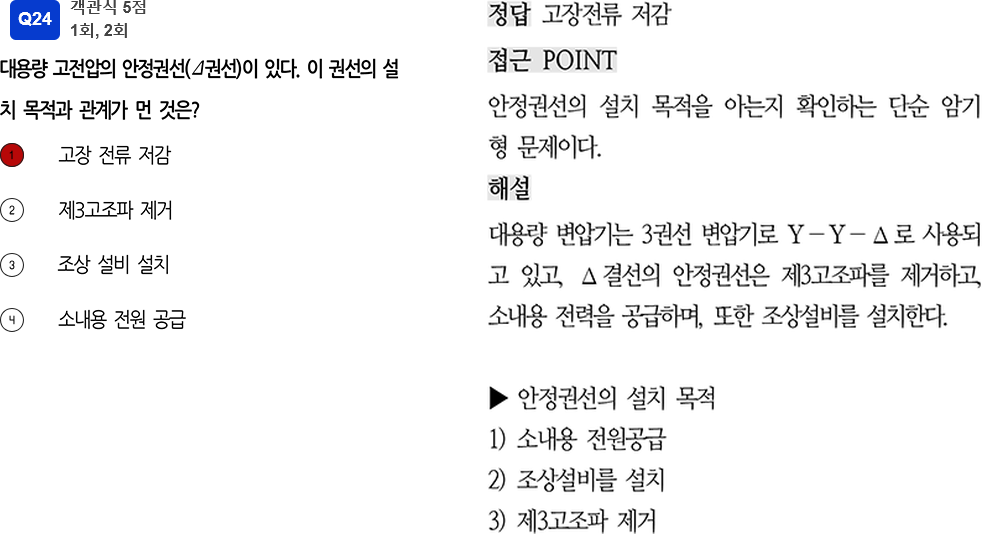 Q24
객관식 5점
1회, 2회
대용량 고전압의 안정권선(Δ권선)이 있다. 이 권선의 설
치 목적과 관계가 먼 것은?
1 고장 전류 저감
2 제3고조파 제거
3 조상 설비 설치
4 소내용 전원 공급
정답 고장전류 저감
접근 POINT
안정권선의 설치 목적을 아는지 확인하는 단순 암기
형 문제이다.
해설
대용량 변압기는 3권선 변압기로 Y-Y-Δ로 사용되
고 있고, Δ결선의 안정권선은 제3고조파를 제거하고,
소내용 전력을 공급하며, 또한 조상설비를 설치한다.
▶ 안정권선의 설치 목적
1) 소내용 전원공급
2) 조상설비를 설치
3) 제3고조파 제거